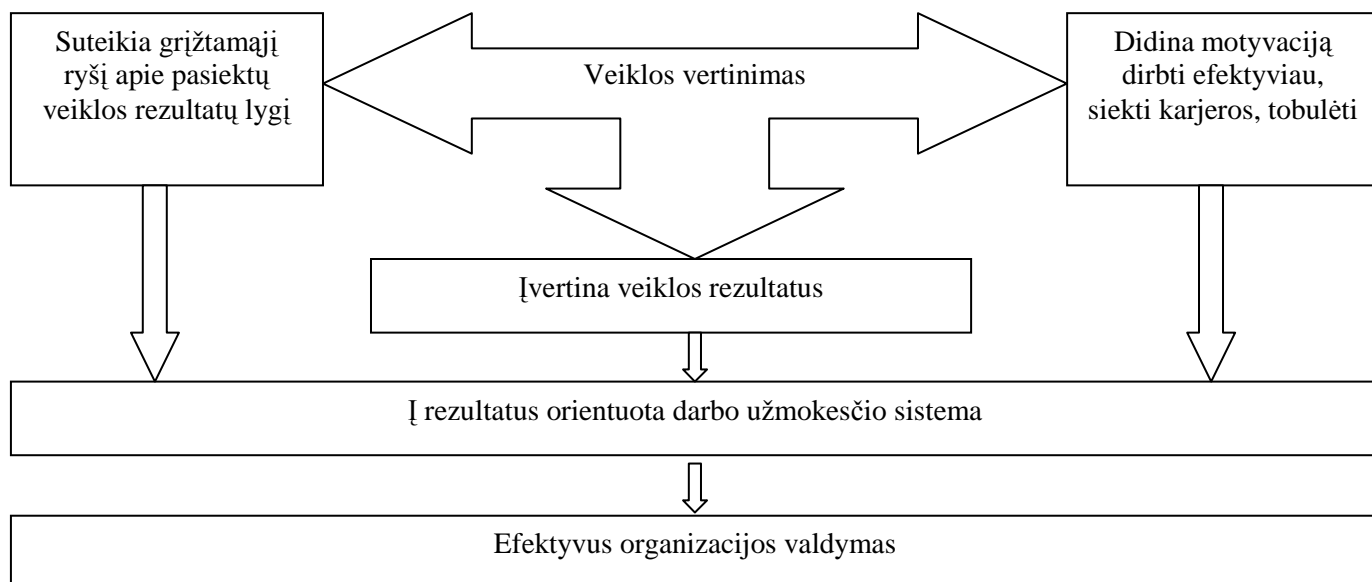 Suteikia grįžtamąjį
ryšį apie pasiektų
veiklos rezultatų lygį
Veiklos vertinimas
Didina motyvaciją
dirbti efektyviau,
siekti karjeros, tobulėti
Įvertina veiklos rezultatus
Į rezultatus orientuota darbo užmokesčio sistema
Efektyvus organizacijos valdymas